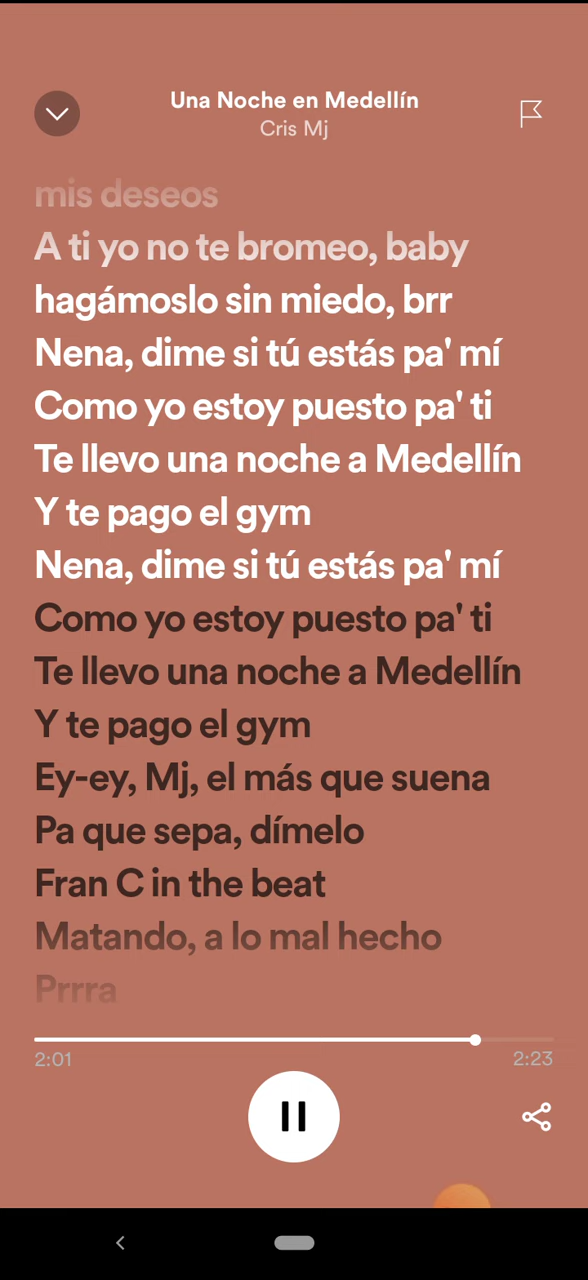 Una Noche en Medellín
Cris Mj
mis deseos
A ti yo no te bromeo, baby
hagámoslo sin miedo, brr
Nena, dime si tú estás pa' mí
Como yo estoy puesto pa' ti
Te llevo una noche a Medellín
Y te pago el gym
Nena, dime si tú estás pa' mí
Como yo estoy puesto pa' ti
Te llevo una noche a Medellín
Y te pago el gym
Ey-ey, Mj, el más que suena
Pa que sepa, dímelo
Fran C in the beat
Matando, a lo mal hecho
Prrra
2:01
2:23